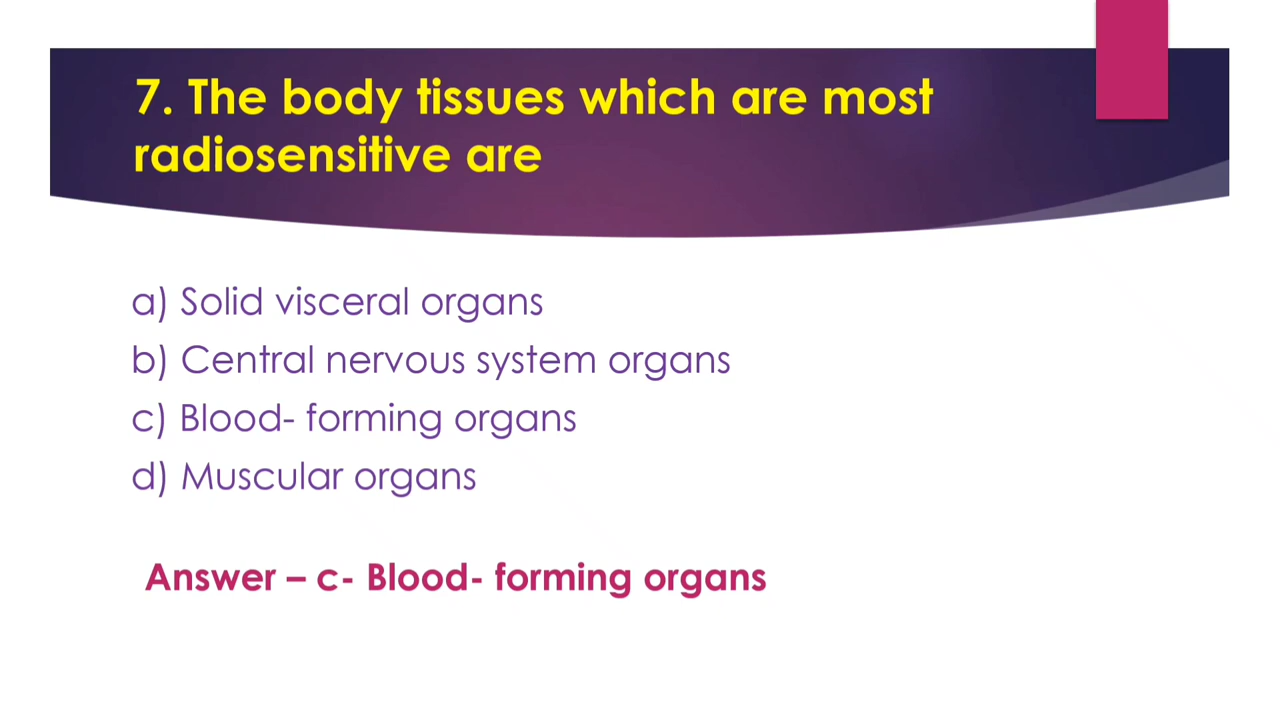 7. The body tissues which are most
radiosensitive are
a) Solid visceral organs
b) Central nervous system organs
c) Blood- forming organs
d) Muscular organs
Answer – c- Blood- forming organs